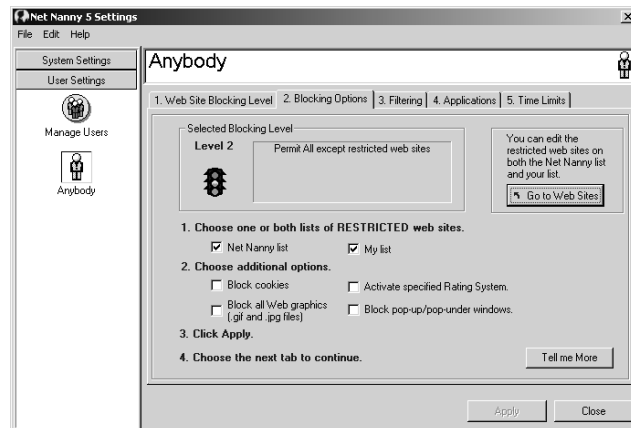 Net Nanny 5 Settings
File Edit Help
System Settings
User Settings
Manage Users
Anybody
Anybody
1. Web Site Blocking Level 2. Blocking Options 3. Filtering 4. Applications 5. Time Limits
Selected Blocking Level
Level 2
Permit All except restricted web sites
You can edit the
restricted web sites on
both the Net Nanny list
and your list.
Go to Web Sites
1. Choose one or both lists of RESTRICTED web sites.
Net Nanny list My list
2. Choose additional options.
Block cookies Activate specified Rating System.
Block all Web graphics
(.gif and .jpg files)
Block pop-up/pop-under windows.
3. Click Apply.
4. Choose the next tab to continue.
Tell me More
Apply Close